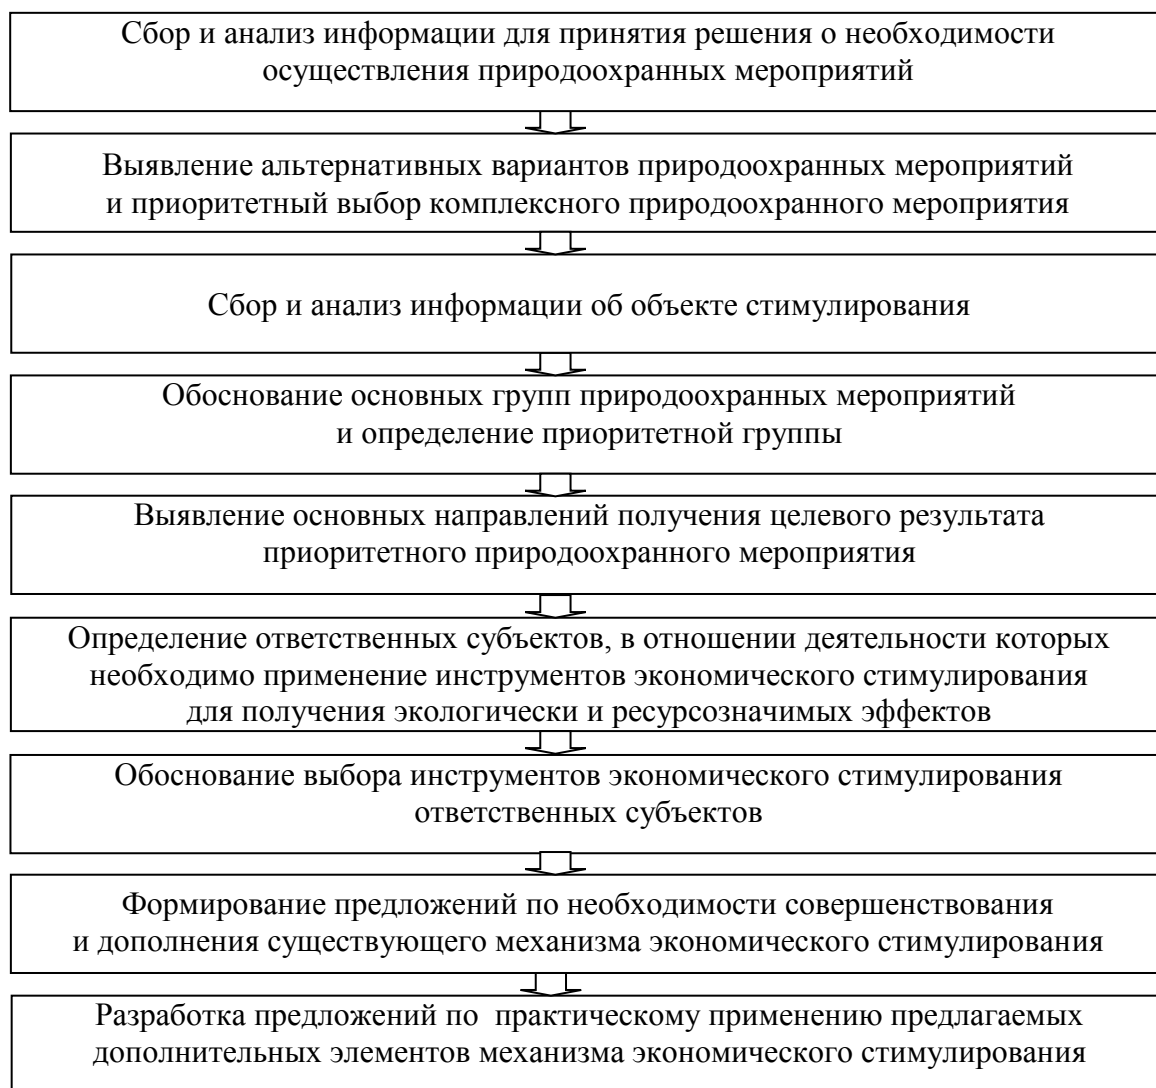 Сбор и анализ информации для принятия решения о необходимости
осуществления природоохранных мероприятий
Выявление альтернативных вариантов природоохранных мероприятий
и приоритетный выбор комплексного природоохранного мероприятия
Сбор и анализ информации об объекте стимулирования
Обоснование основных групп природоохранных мероприятий
и определение приоритетной группы
Выявление основных направлений получения целевого результата
приоритетного природоохранного мероприятия
Определение ответственных субъектов, в отношении деятельности которых
необходимо применение инструментов экономического стимулирования
для получения экологически и ресурсозначимых эффектов
Обоснование выбора инструментов экономического стимулирования
ответственных субъектов
Формирование предложений по необходимости совершенствования
и дополнения существующего механизма экономического стимулирования
Разработка предложений по практическому применению предлагаемых
дополнительных элементов механизма экономического стимулирования